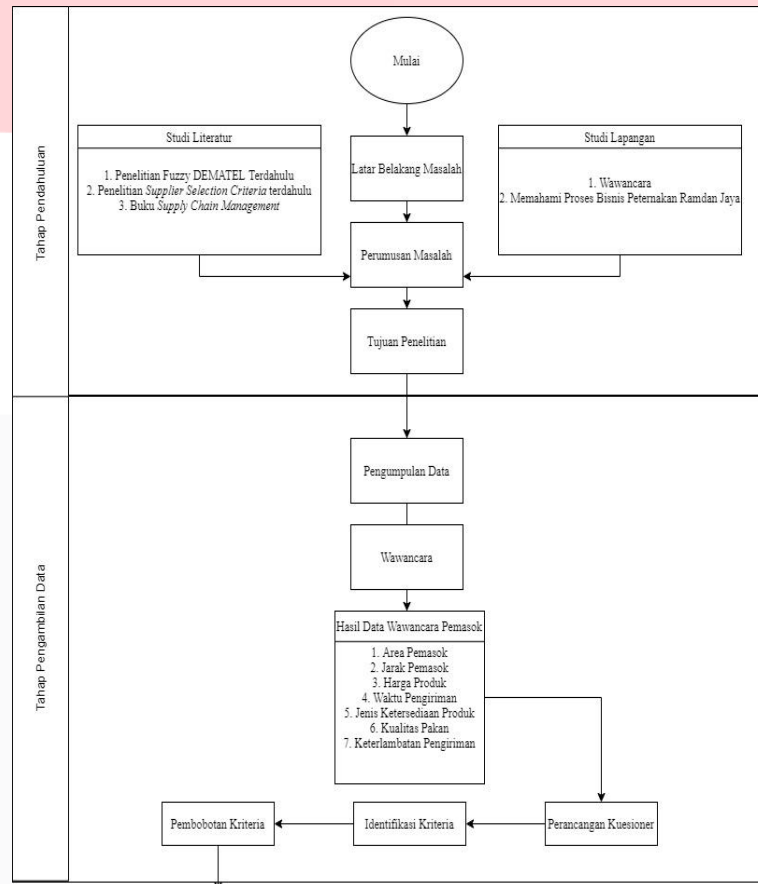 Tahap Pendahuluan
Mulai
Studi Literatur
1. Penelitian Fuzzy DEMATEL Terdahulu
2. Penelitian Supplier Selection Criteria terdahulu
3. Buku Supply Chain Management
Latar Belakang Masalah
Studi Lapangan
1. Wawancara
2. Memahami Proses Bisnis Peternakan Ramdan Jaya
Perumusan Masalah
Tujuan Penelitian
Tahap Pengambilan Data
Pengumpulan Data
Wawancara
Hasil Data Wawancara Pemasok
1. Area Pemasok
2. Jarak Pemasok
3. Harga Produk
4. Waktu Pengiriman
5. Jenis Ketersediaan Produk
6. Kualitas Pakan
7. Keterlambatan Pengiriman
Perancangan Kuesioner
Identifikasi Kriteria
Pembobotan Kriteria